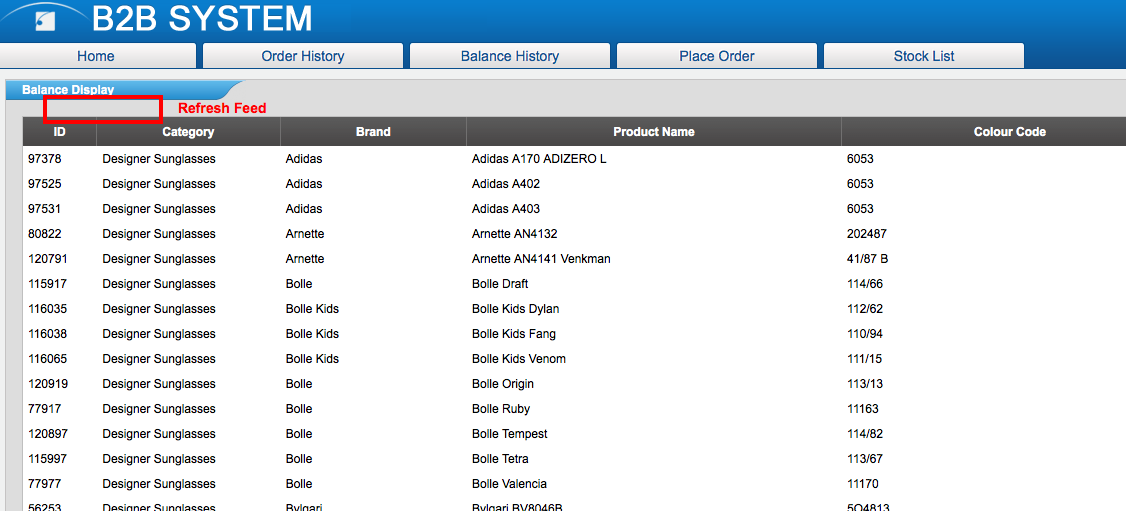 B2B SYSTEM
Home Order History Balance History Place Order Stock List
Balance Display
Refresh Feed
ID Category Brand Product Name Colour Code
97378 Designer Sunglasses Adidas Adidas A170 ADIZERO L 6053
97525 Designer Sunglasses Adidas Adidas A402 6053
97531 Designer Sunglasses Adidas Adidas A403 6053
80822 Designer Sunglasses Arnette Arnette AN4132 202487
120791 Designer Sunglasses Arnette Arnette AN4141 Venkman 41/87 B
115917 Designer Sunglasses Bolle Bolle Draft 114/66
116035 Designer Sunglasses Bolle Kids Bolle Kids Dylan 112/62
116038 Designer Sunglasses Bolle Kids Bolle Kids Fang 110/94
116065 Designer Sunglasses Bolle Kids Bolle Kids Venom 111/15
120919 Designer Sunglasses Bolle Bolle Origin 113/13
77917 Designer Sunglasses Bolle Bolle Ruby 11163
120897 Designer Sunglasses Bolle Bolle Tempest 114/82
115997 Designer Sunglasses Bolle Bolle Tetra 113/67
77977 Designer Sunglasses Bolle Bolle Valencia 11170
56253 Designer Sunglasses Bvlgari Bvlgari BV8046B 5Q4813